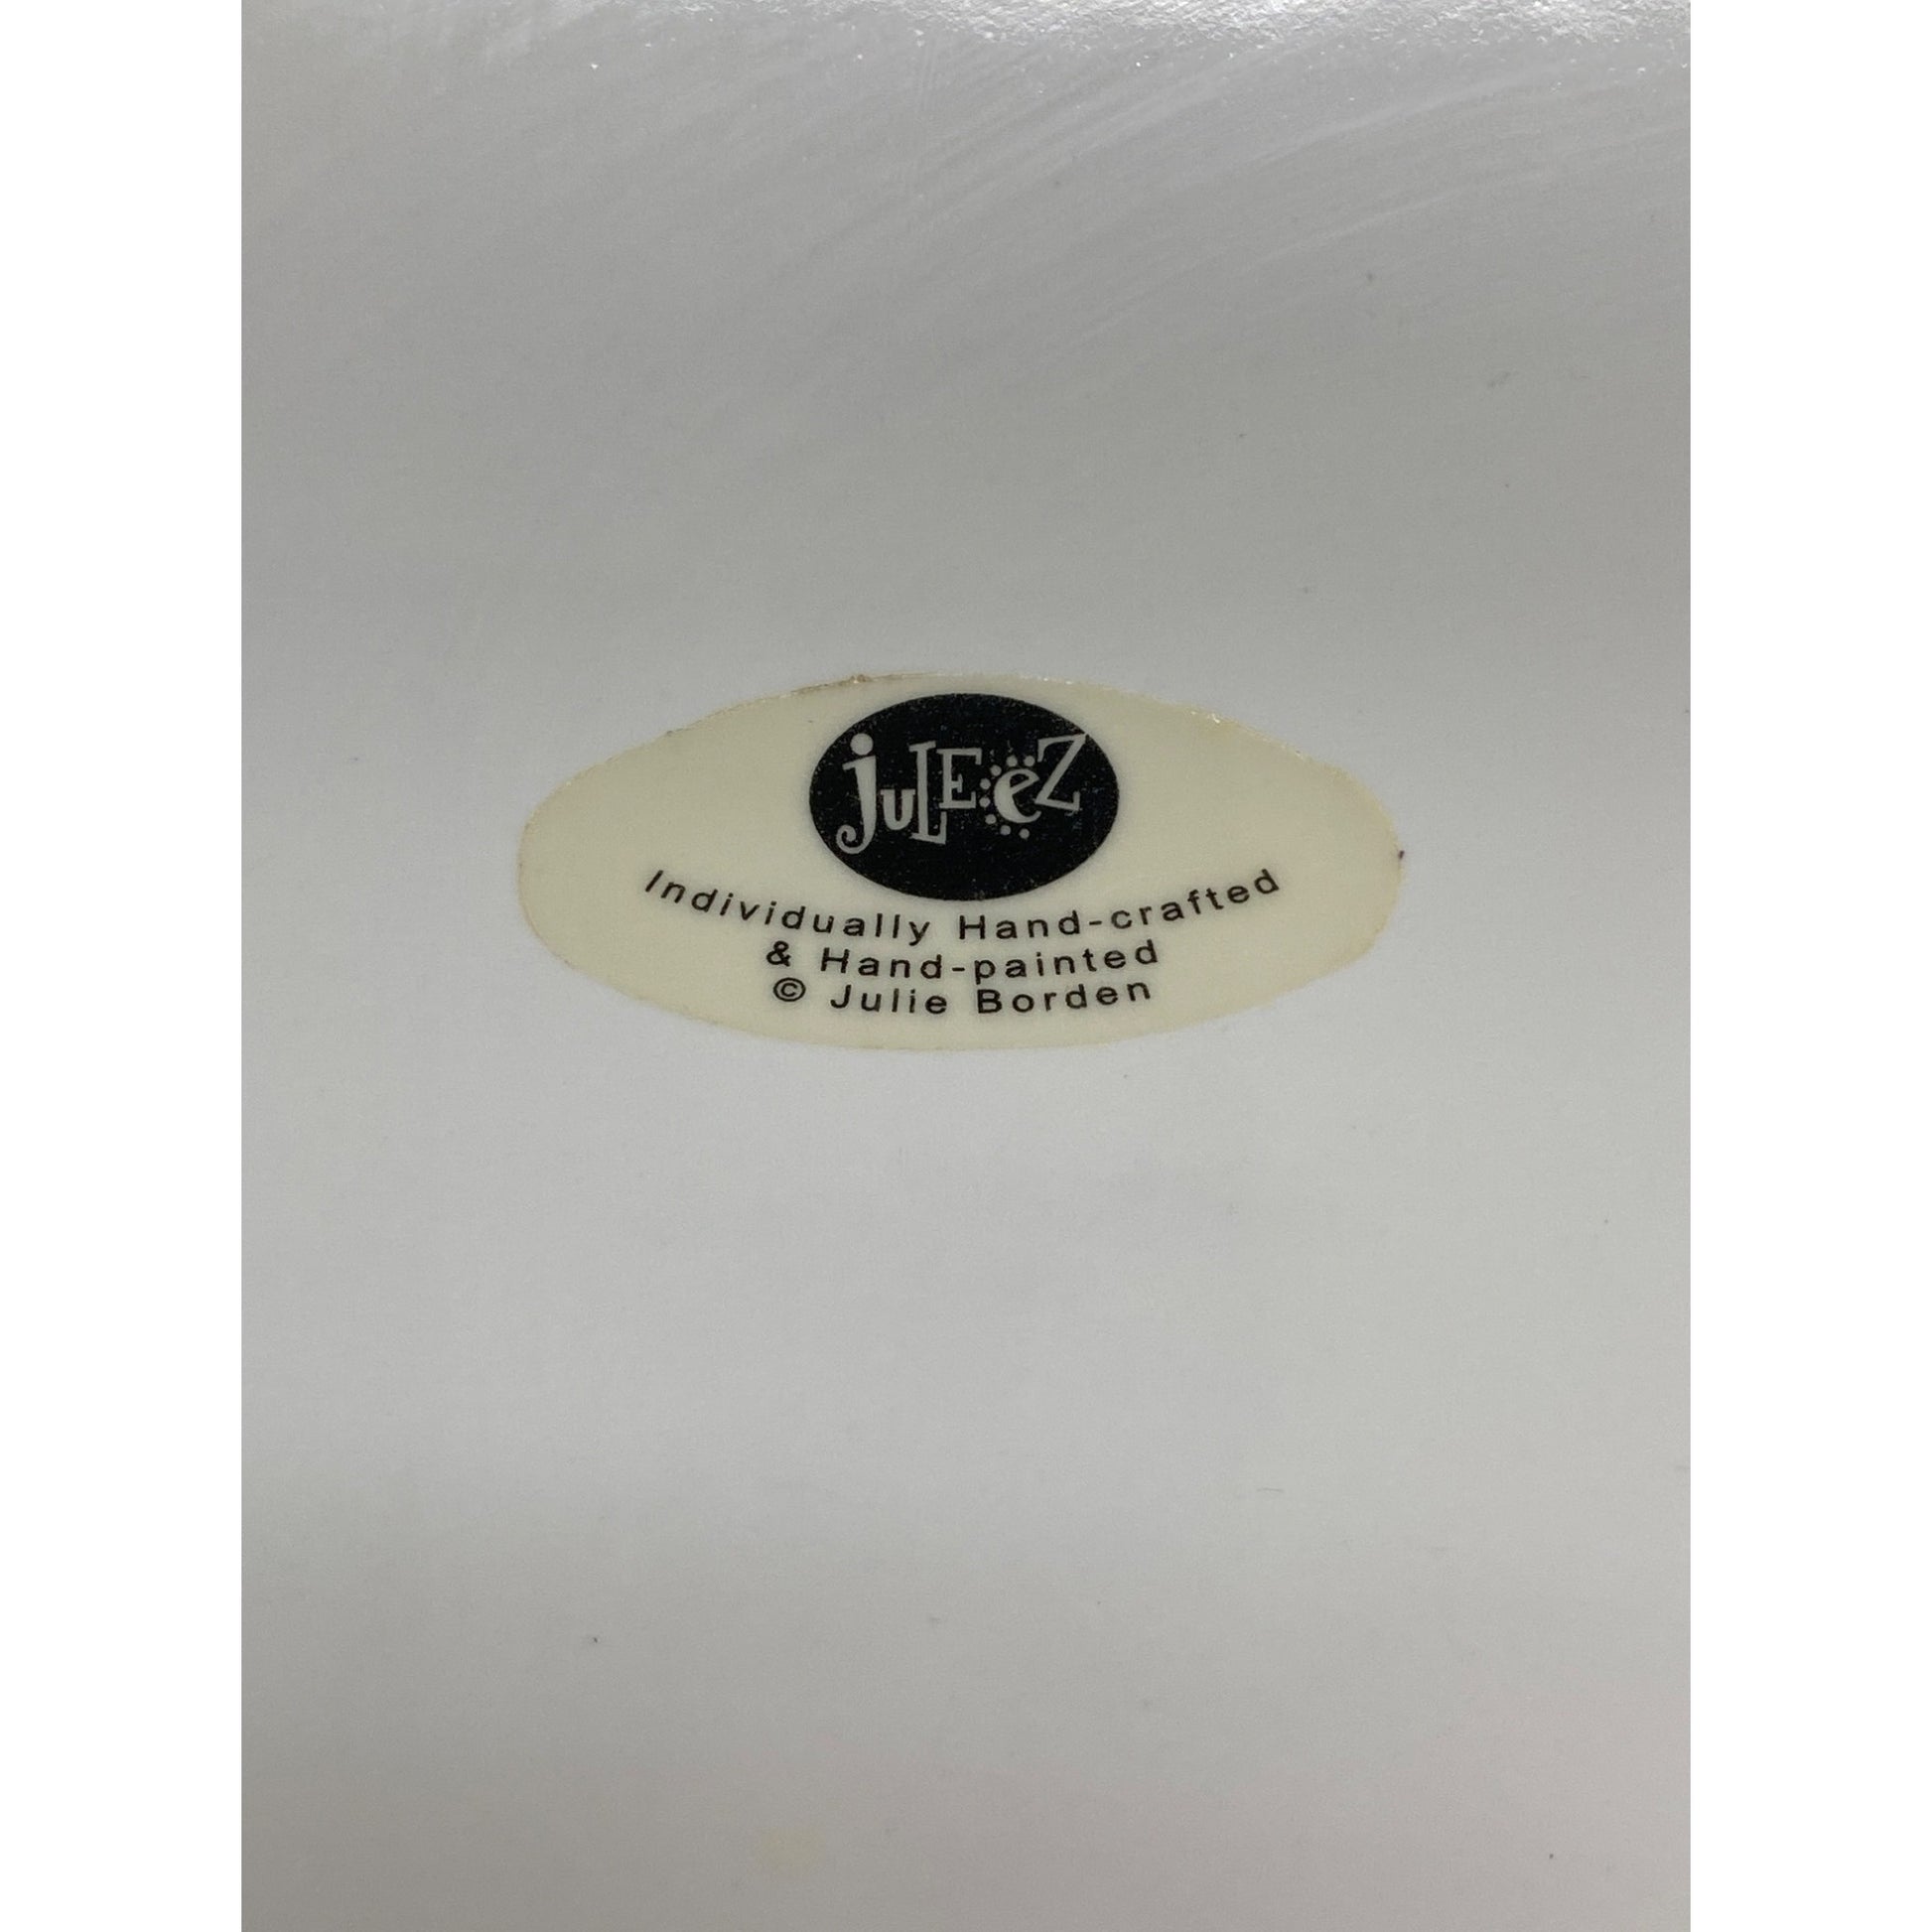 juLEeZ
Individually Hand-crafted
& Hand-painted
© Julie Borden